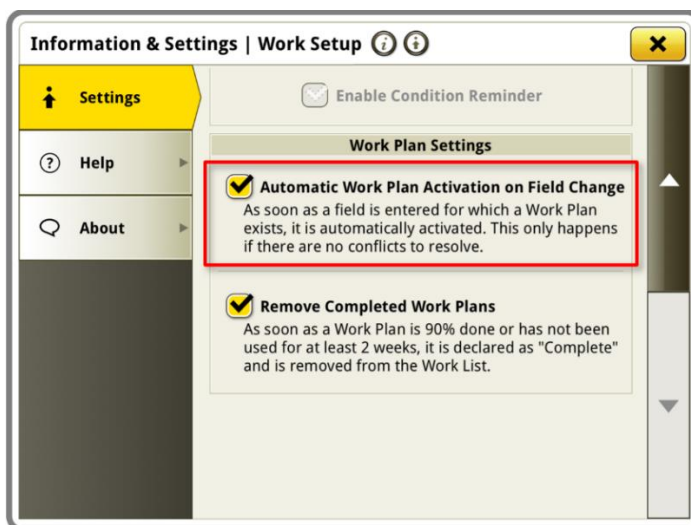 Information & Settings | Work Setup
Settings
Enable Condition Reminder
Work Plan Settings
Help
Automatic Work Plan Activation on Field Change
As soon as a field is entered for which a Work Plan
exists, it is automatically activated. This only happens
if there are no conflicts to resolve.
About
Remove Completed Work Plans
As soon as a Work Plan is 90% done or has not been
used for at least 2 weeks, it is declared as "Complete"
and is removed from the Work List.